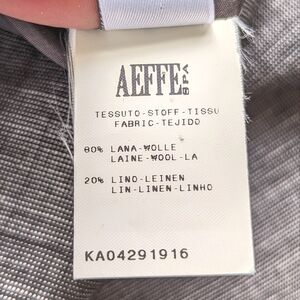 AEFFE SPA
TESSUTO-STOFF-TISSU
FABRIC-TEJIDO
80% LANA-WOLLE
LAINE-WOOL-LA
20% LINO-LEINEN
LIN-LINEN-LINHO
KA04291916